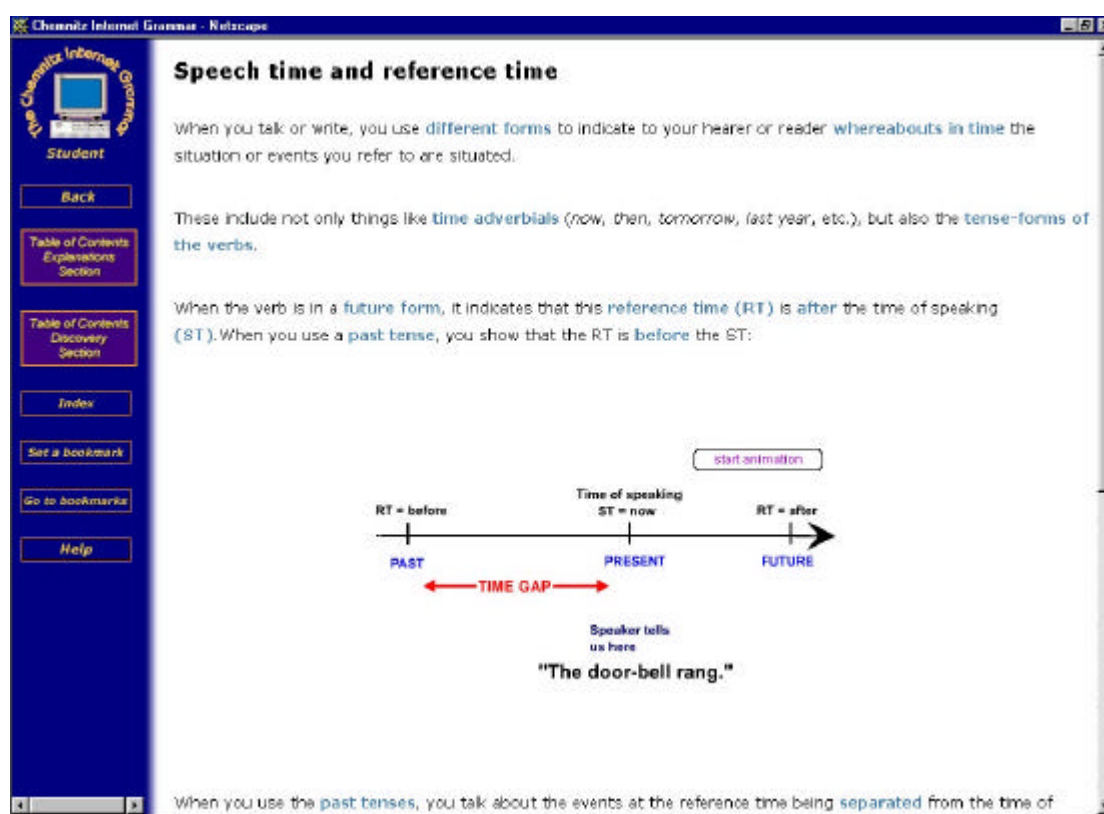 Chemnitz Internet Grammar - Netscape
The Chemnitz Internet Grammar
Student
Back
Table of Contents
Explanations
Section
Table of Contents
Discovery
Section
Index
Set a bookmark
Go to bookmarks
Help
Speech time and reference time
When you talk or write, you use different forms to indicate to your hearer or reader whereabouts in time the
situation or events you refer to are situated.
These include not only things like time adverbials (now, then, tomorrow, last year, etc.), but also the tense-forms of
the verbs.
When the verb is in a future form, it indicates that this reference time (RT) is after the time of speaking
(ST). When you use a past tense, you show that the RT is before the ST:
start animation
Time of speaking
RT = before ST = now RT = after
PAST PRESENT FUTURE
TIME GAP
Speaker tells
us here
"The door-bell rang."
When you use the past tenses, you talk about the events at the reference time being separated from the time of